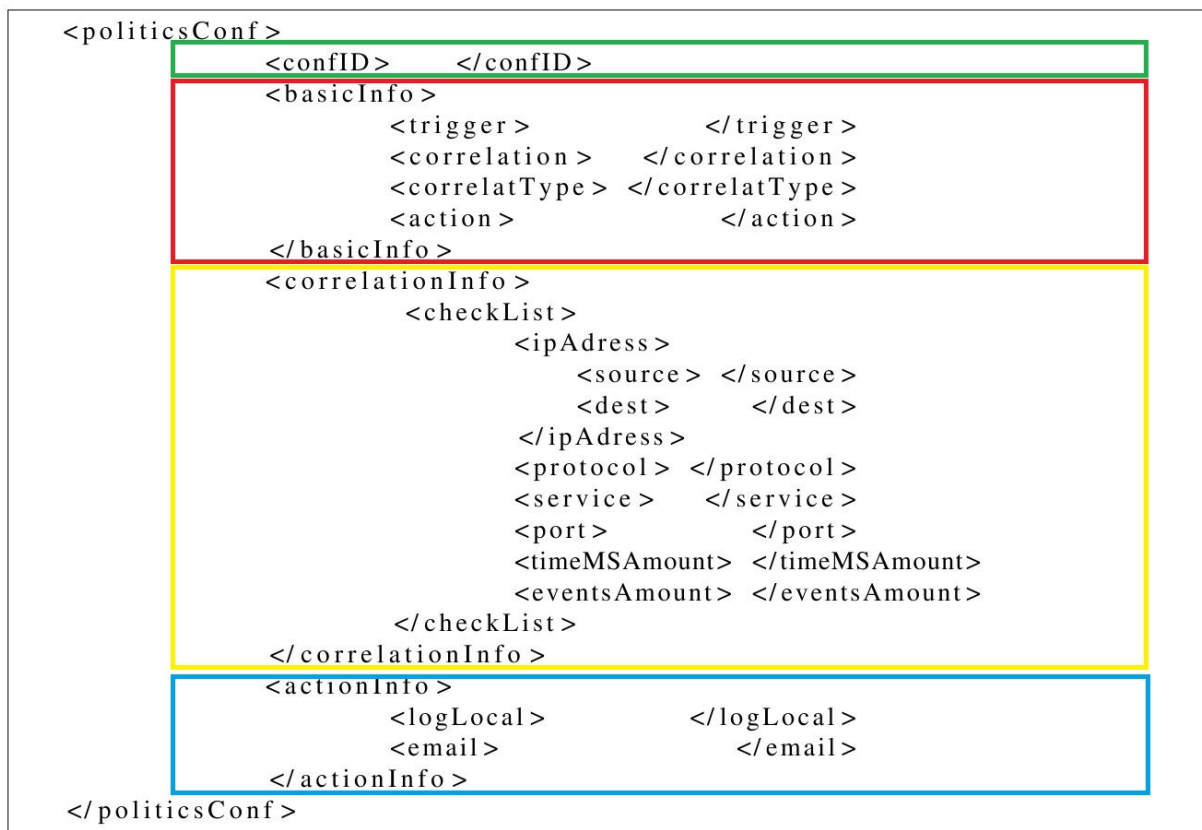 <politicsConf>
<confID> </confID>
<basicInfo>
<trigger> </trigger>
<correlation> </correlation>
<correlatType> </correlatType>
<action> </action>
</basicInfo>
<correlationInfo>
<checkList>
<ipAdress>
<source> </source>
<dest> </dest>
</ipAdress>
<protocol> </protocol>
<service> </service>
<port> </port>
<timeMSAmount> </timeMSAmount>
<eventsAmount> </eventsAmount>
</checkList>
</correlationInfo>
<actionInfo>
<logLocal> </logLocal>
<email> </email>
</actionInfo>
</politicsConf>